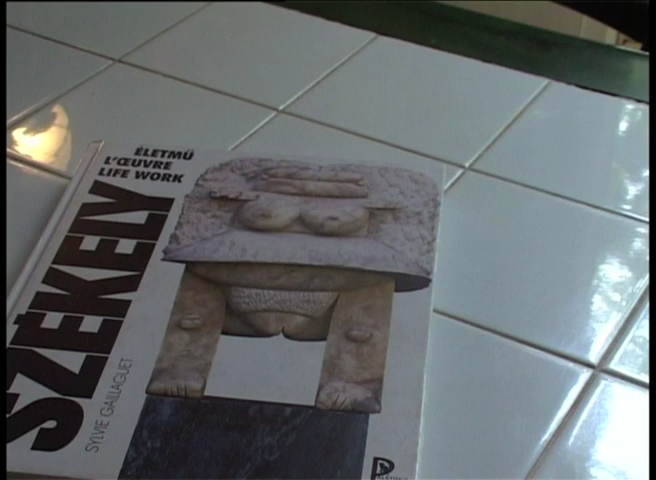 ÉLETMŰ
L'ŒUVRE
LIFE WORK
SZÉKELY
SYLVIE GAILLAGUET